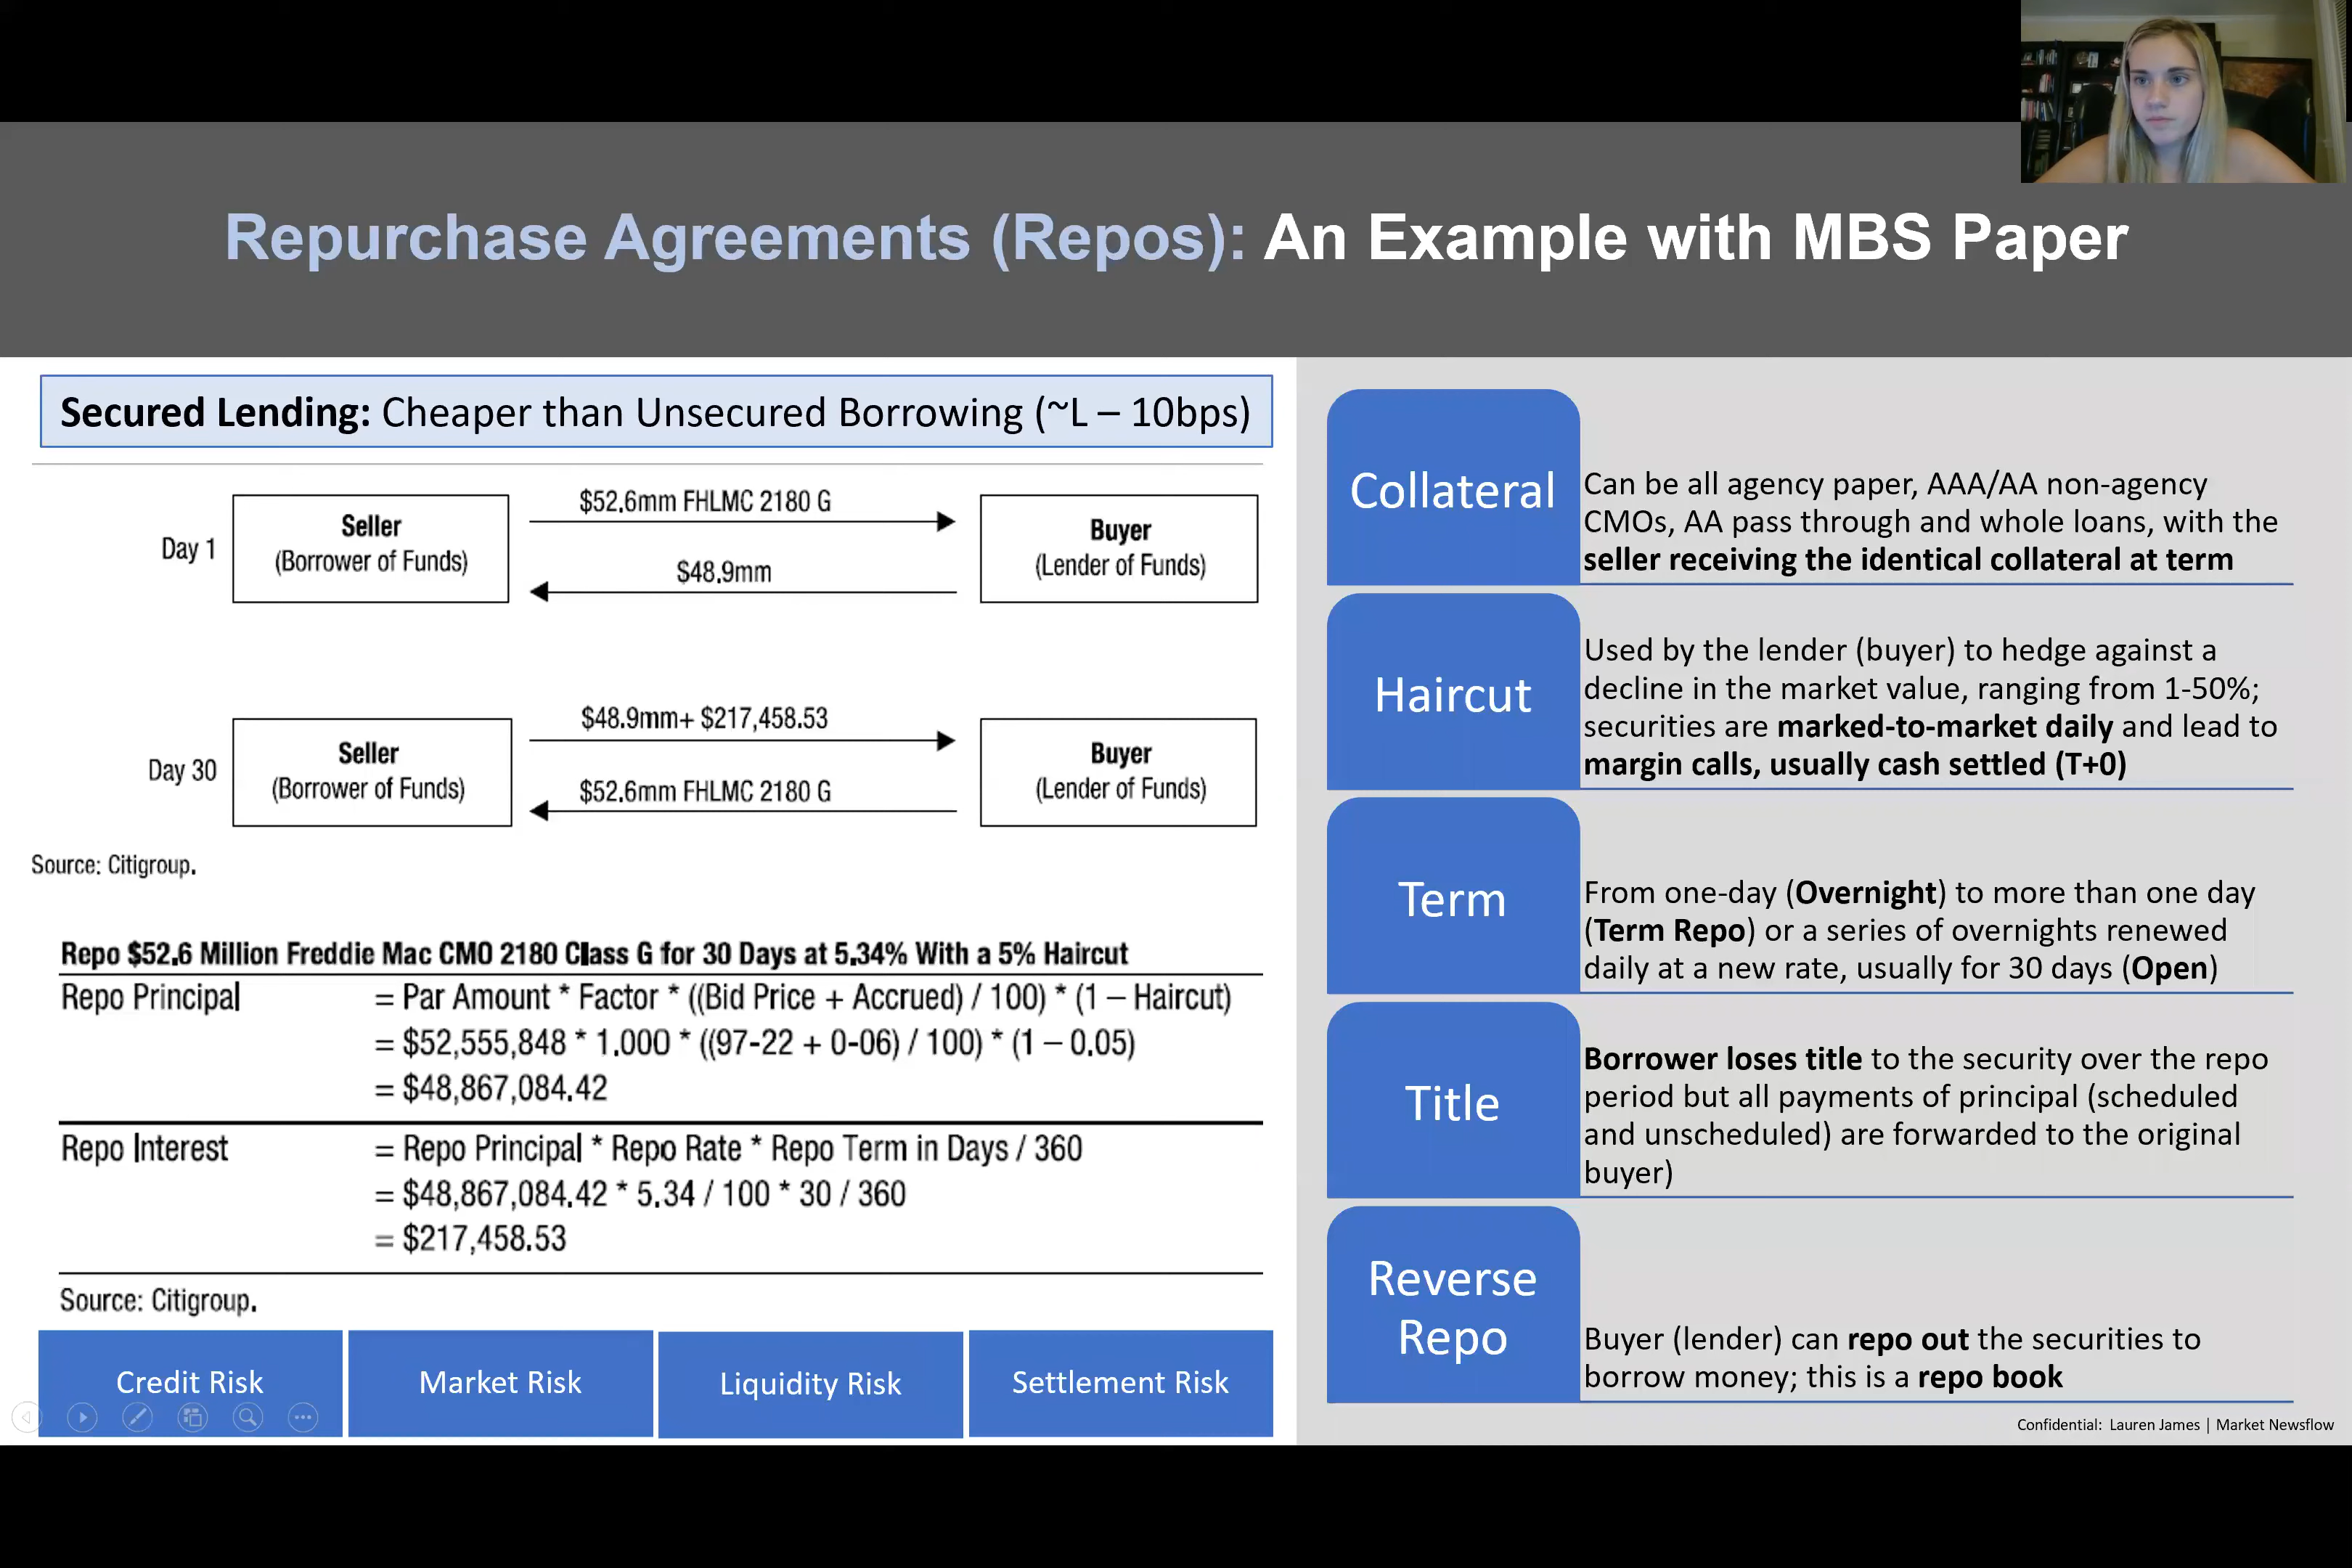 Repurchase Agreements (Repos): An Example with MBS Paper
Secured Lending: Cheaper than Unsecured Borrowing (~L – 10bps)
Day 1
Seller
(Borrower of Funds)
$52.6mm FHLMC 2180 G
$48.9mm
Buyer
(Lender of Funds)
Day 30
Seller
(Borrower of Funds)
$48.9mm+ $217,458.53
$52.6mm FHLMC 2180 G
Buyer
(Lender of Funds)
Source: Citigroup.
Repo $52.6 Million Freddie Mac CMO 2180 Class G for 30 Days at 5.34% With a 5% Haircut
Repo Principal = Par Amount * Factor * ((Bid Price + Accrued) / 100) * (1 – Haircut)
= $52,555,848 * 1.000 * ((97-22 + 0-06) / 100) * (1 – 0.05)
= $48,867,084.42
Repo Interest = Repo Principal * Repo Rate * Repo Term in Days / 360
= $48,867,084.42 * 5.34 / 100 * 30 / 360
= $217,458.53
Source: Citigroup.
Credit Risk
Market Risk
Liquidity Risk
Settlement Risk
Collateral
Can be all agency paper, AAA/AA non-agency
CMOs, AA pass through and whole loans, with the
seller receiving the identical collateral at term
Haircut
Used by the lender (buyer) to hedge against a
decline in the market value, ranging from 1-50%;
securities are marked-to-market daily and lead to
margin calls, usually cash settled (T+0)
Term
From one-day (Overnight) to more than one day
(Term Repo) or a series of overnights renewed
daily at a new rate, usually for 30 days (Open)
Title
Borrower loses title to the security over the repo
period but all payments of principal (scheduled
and unscheduled) are forwarded to the original
buyer)
Reverse
Repo
Buyer (lender) can repo out the securities to
borrow money; this is a repo book
Confidential: Lauren James | Market Newsflow